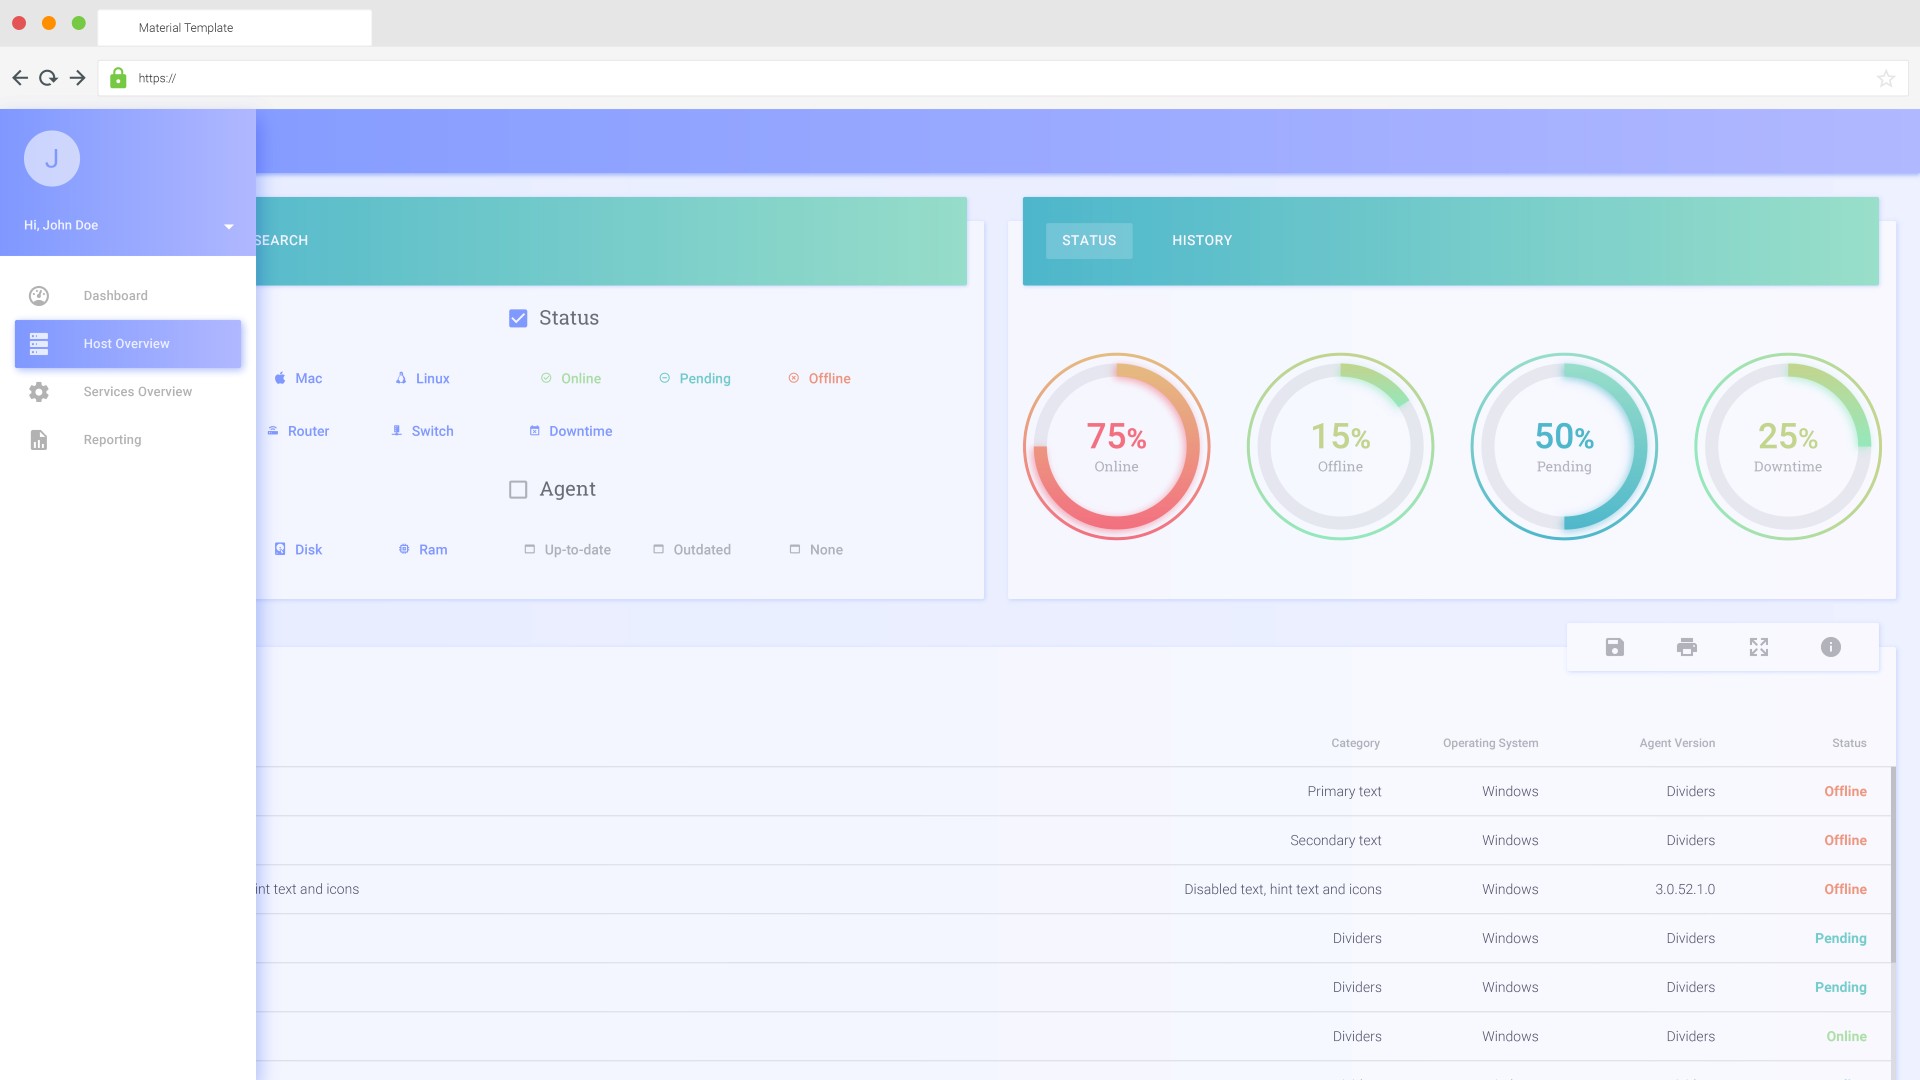 Material Template
https://
J
Hi, John Doe
Dashboard
Host Overview
Services Overview
Reporting
SEARCH
Status
Mac Linux Online Pending Offline
Router Switch Downtime
Agent
Disk Ram Up-to-date Outdated None
STATUS HISTORY
75% 15% 50% 25%
Online Offline Pending Downtime
Category Operating System Agent Version Status
Primary text Windows Dividers Offline
Secondary text Windows Dividers Offline
int text and icons Disabled text, hint text and icons Windows 3.0.52.1.0 Offline
Dividers Windows Dividers Pending
Dividers Windows Dividers Pending
Dividers Windows Dividers Online